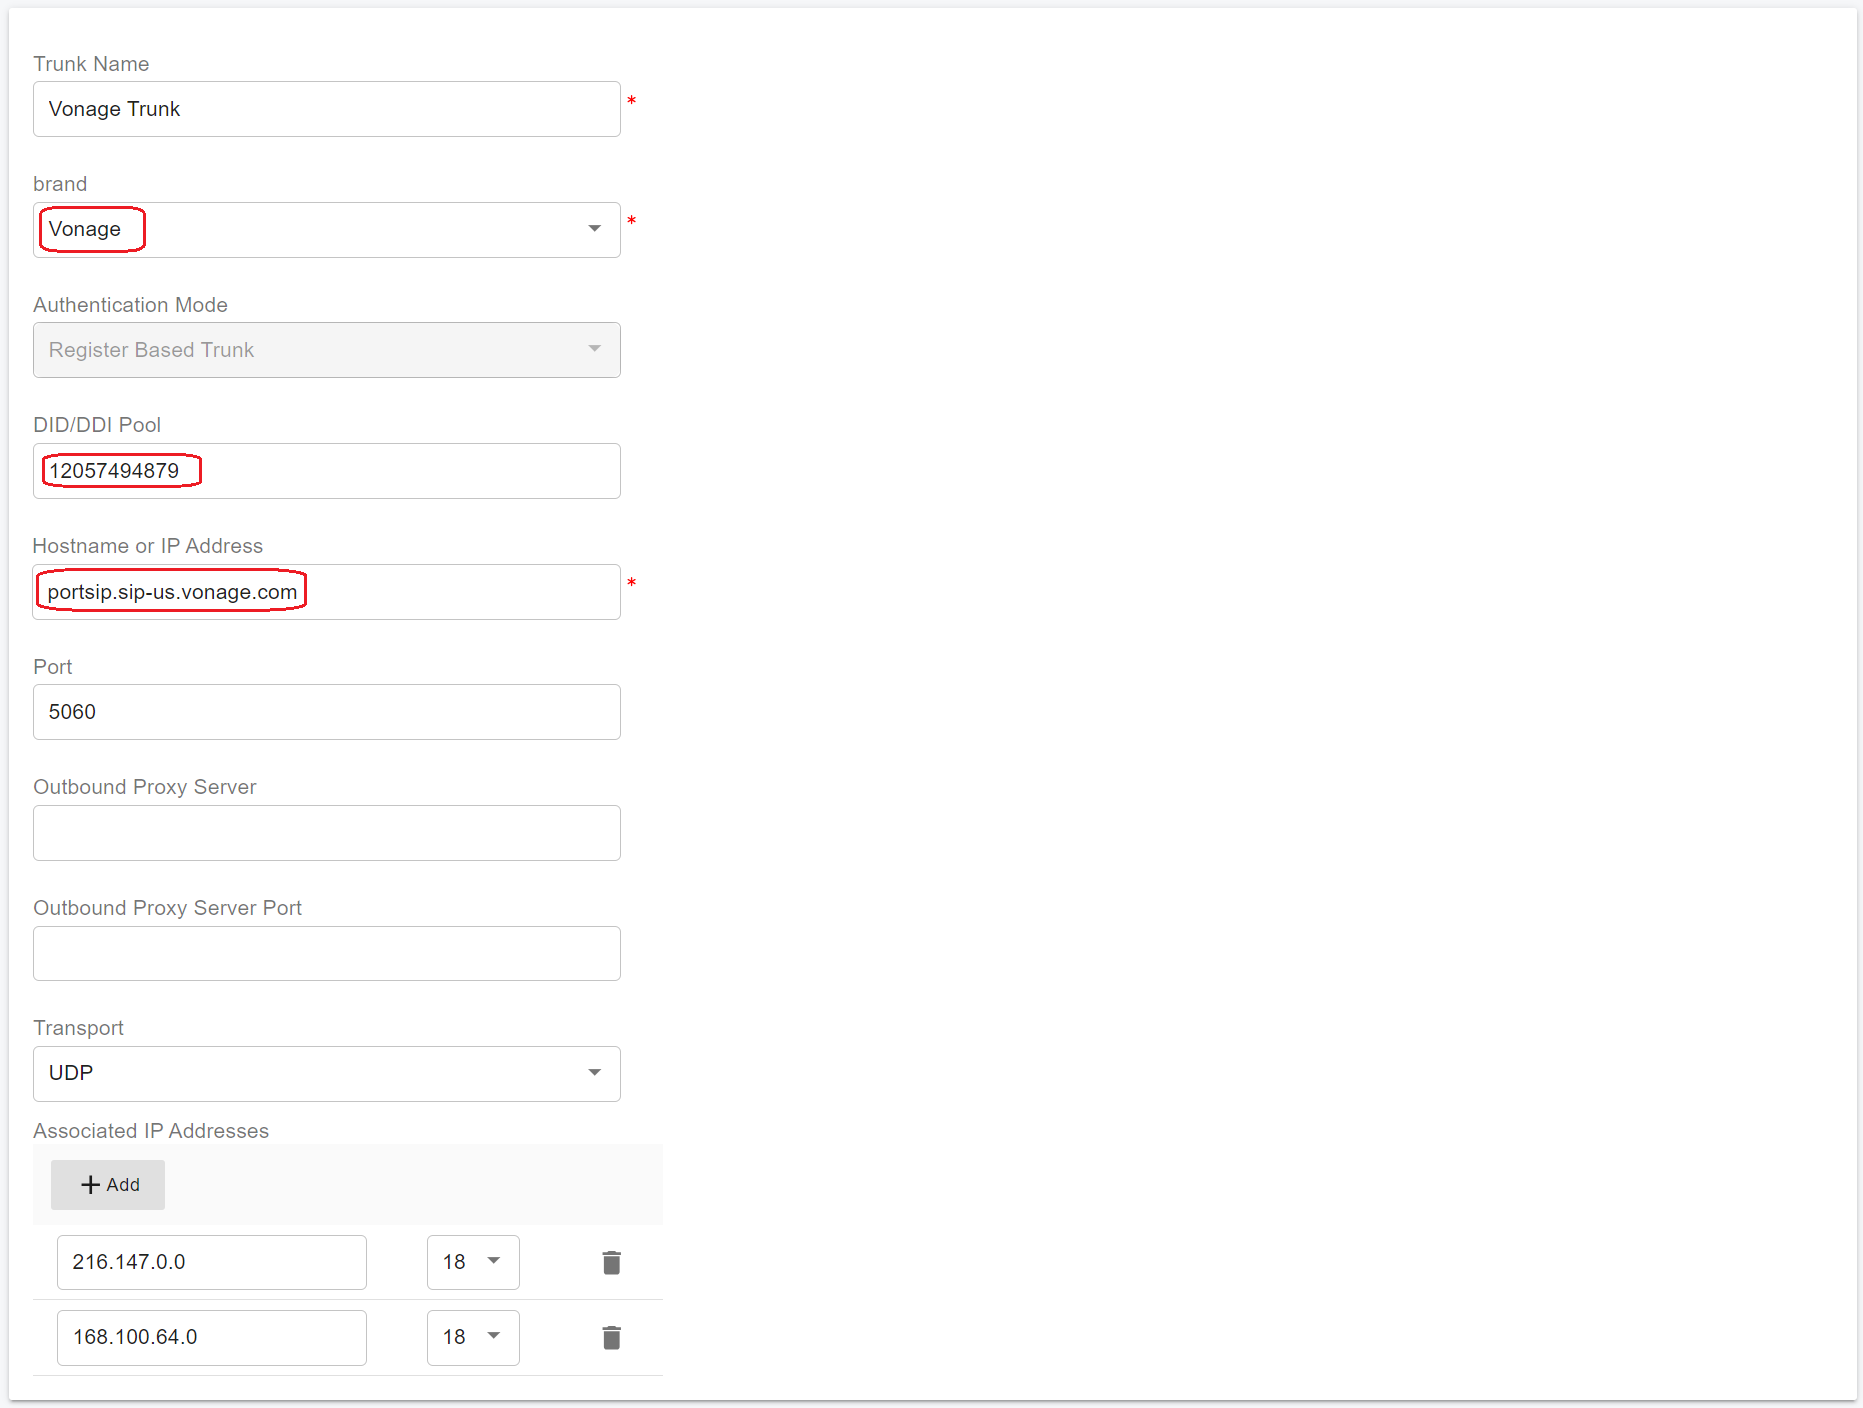 Trunk Name
Vonage Trunk *
brand
Vonage *
Authentication Mode
Register Based Trunk
DID/DDI Pool
12057494879
Hostname or IP Address
portsip.sip-us.vonage.com *
Port
5060
Outbound Proxy Server
Outbound Proxy Server Port
Transport
UDP
Associated IP Addresses
+ Add
216.147.0.0 18
168.100.64.0 18